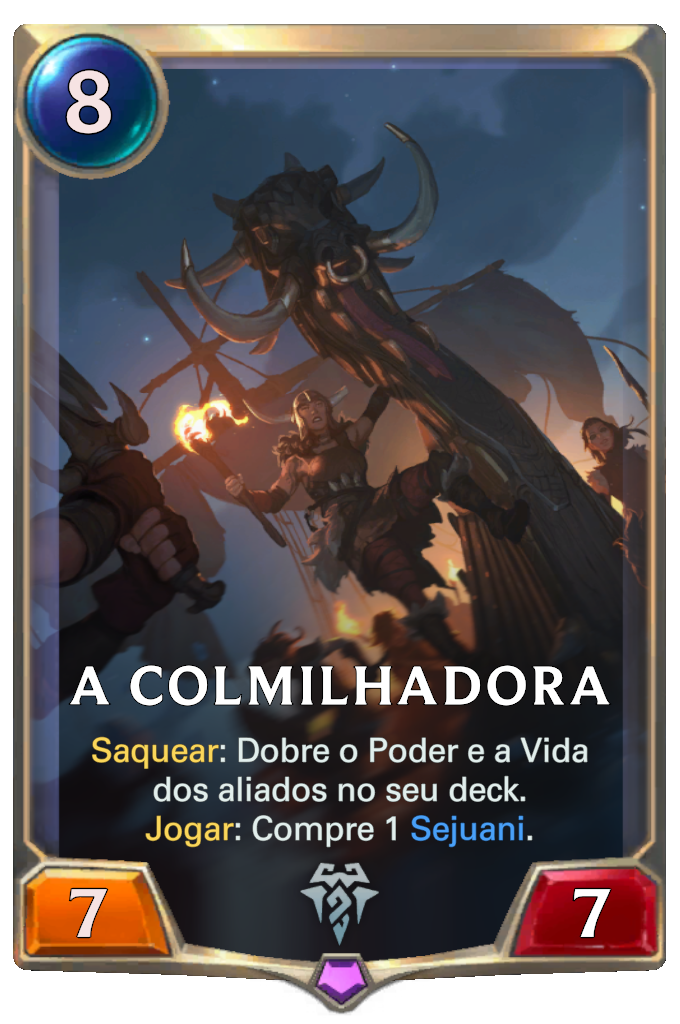 8
A COLMILHADORA
Saquear: Dobre o Poder e a Vida
dos aliados no seu deck.
Jogar: Compre 1 Sejuani.
7 7